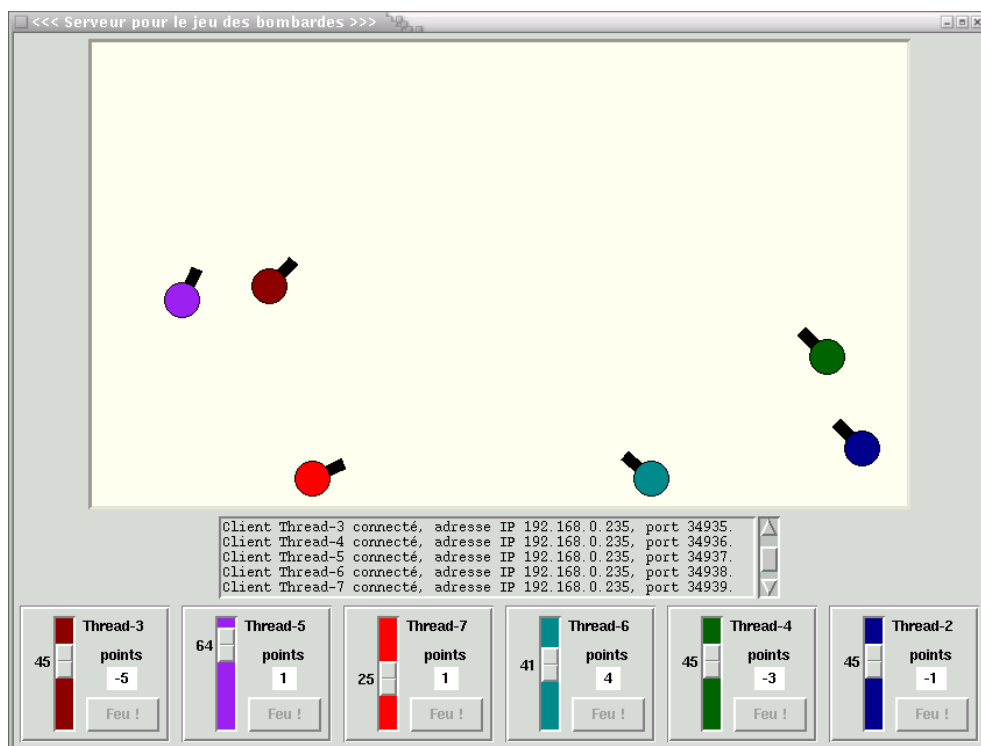 <<< Serveur pour le jeu des bombardes >>>
Client Thread-3 connecté, adresse IP 192.168.0.235, port 34935.
Client Thread-4 connecté, adresse IP 192.168.0.235, port 34936.
Client Thread-5 connecté, adresse IP 192.168.0.235, port 34937.
Client Thread-6 connecté, adresse IP 192.168.0.235, port 34938.
Client Thread-7 connecté, adresse IP 192.168.0.235, port 34939.
Thread-3
points
45
-5
Feu !
Thread-5
64
points
1
Feu !
Thread-7
points
25
1
Feu !
Thread-6
points
41
4
Feu !
Thread-4
points
45
-3
Feu !
Thread-2
points
45
-1
Feu !